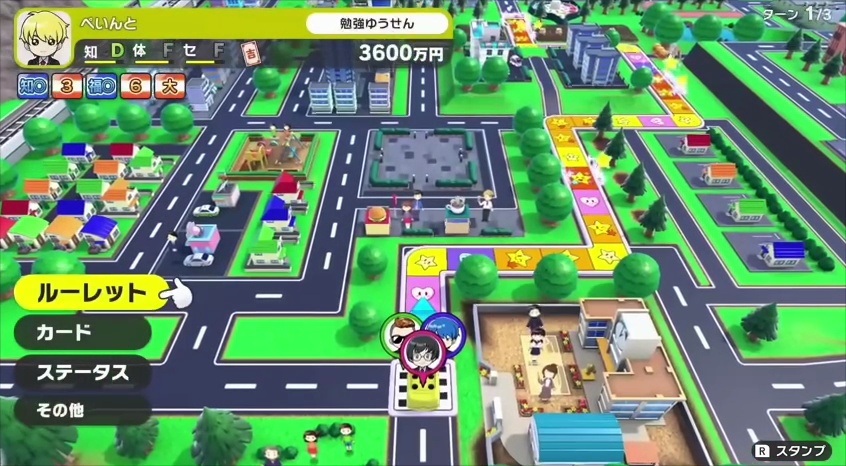 ぺいんと
勉強ゆうせん
ターン 1/3
知 D 体 F セ F 吉
3600万円
知 3 福 6 大
ルーレット
カード
ステータス
その他
R スタンプ